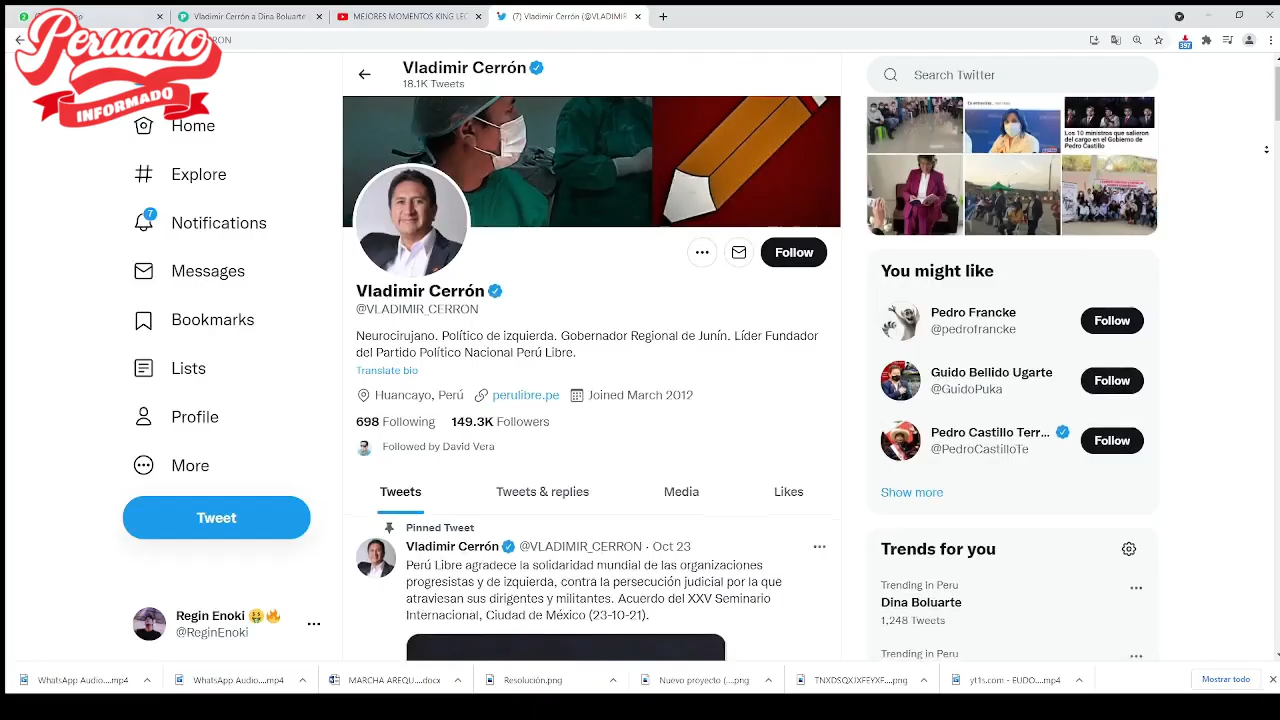 Vladimir Cerrón a Dina Boluarte
MEJORES MOMENTOS KING LEC
(7) Vladimir Cerrón (@VLADIMIR
Peruano
INFORMADO
Home
Explore
7
Notifications
Messages
Bookmarks
Lists
Profile
More
Tweet
Regin Enoki
@ReginEnoki
Vladimir Cerrón
18.1K Tweets
Follow
Vladimir Cerrón
@VLADIMIR_CERRON
Neurocirujano. Político de izquierda. Gobernador Regional de Junín. Líder Fundador
del Partido Político Nacional Perú Libre.
Translate bio
Huancayo, Perú perulibre.pe Joined March 2012
698 Following 149.3K Followers
Followed by David Vera
Tweets Tweets & replies Media Likes
Pinned Tweet
Vladimir Cerrón @VLADIMIR_CERRON · Oct 23
Perú Libre agradece la solidaridad mundial de las organizaciones
progresistas y de izquierda, contra la persecución judicial por la que
atraviesan sus dirigentes y militantes. Acuerdo del XXV Seminario
Internacional, Ciudad de México (23-10-21).
397
Search Twitter
Los 10 ministros que salieron
del cargo en el Gobierno de
Pedro Castillo
You might like
Pedro Francke
@pedrofrancke
Follow
Guido Bellido Ugarte
@GuidoPuka
Follow
Pedro Castillo Terr...
@PedroCastilloTe
Follow
Show more
Trends for you
Trending in Peru
Dina Boluarte
1,248 Tweets
Trending in Peru
WhatsApp Audio....mp4
WhatsApp Audio....mp4
MARCHA AREQU....docx
Resolución.png
Nuevo proyecto (....png
TNXDSQXJXFEYXF....png
yt1s.com - EUDO....mp4
Mostrar todo